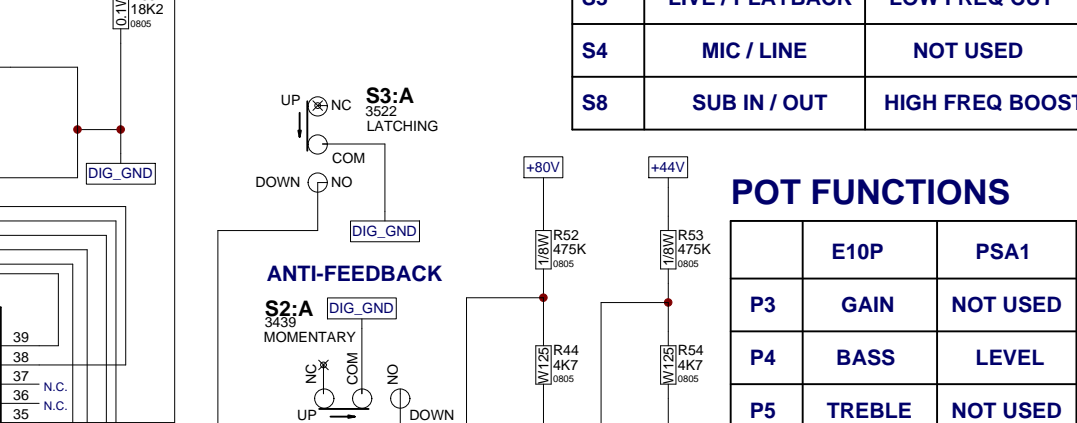 18K2
0.1W
0805
DIG_GND
39
38
37
N.C.
36
N.C.
35
UP
NC
S3:A
3522
LATCHING
COM
DOWN
NO
DIG_GND
ANTI-FEEDBACK
S2:A
DIG_GND
3439
MOMENTARY
NC
COM
NO
UP
DOWN
+80V
1/8W
R52
475K
0805
W125
R44
4K7
0805
+44V
1/8W
R53
475K
0805
W125
R54
4K7
0805
S3 LIVE / PLAYBACK LOW FREQ CUT
S4 MIC / LINE NOT USED
S8 SUB IN / OUT HIGH FREQ BOOST
POT FUNCTIONS
E10P PSA1
P3 GAIN NOT USED
P4 BASS LEVEL
P5 TREBLE NOT USED